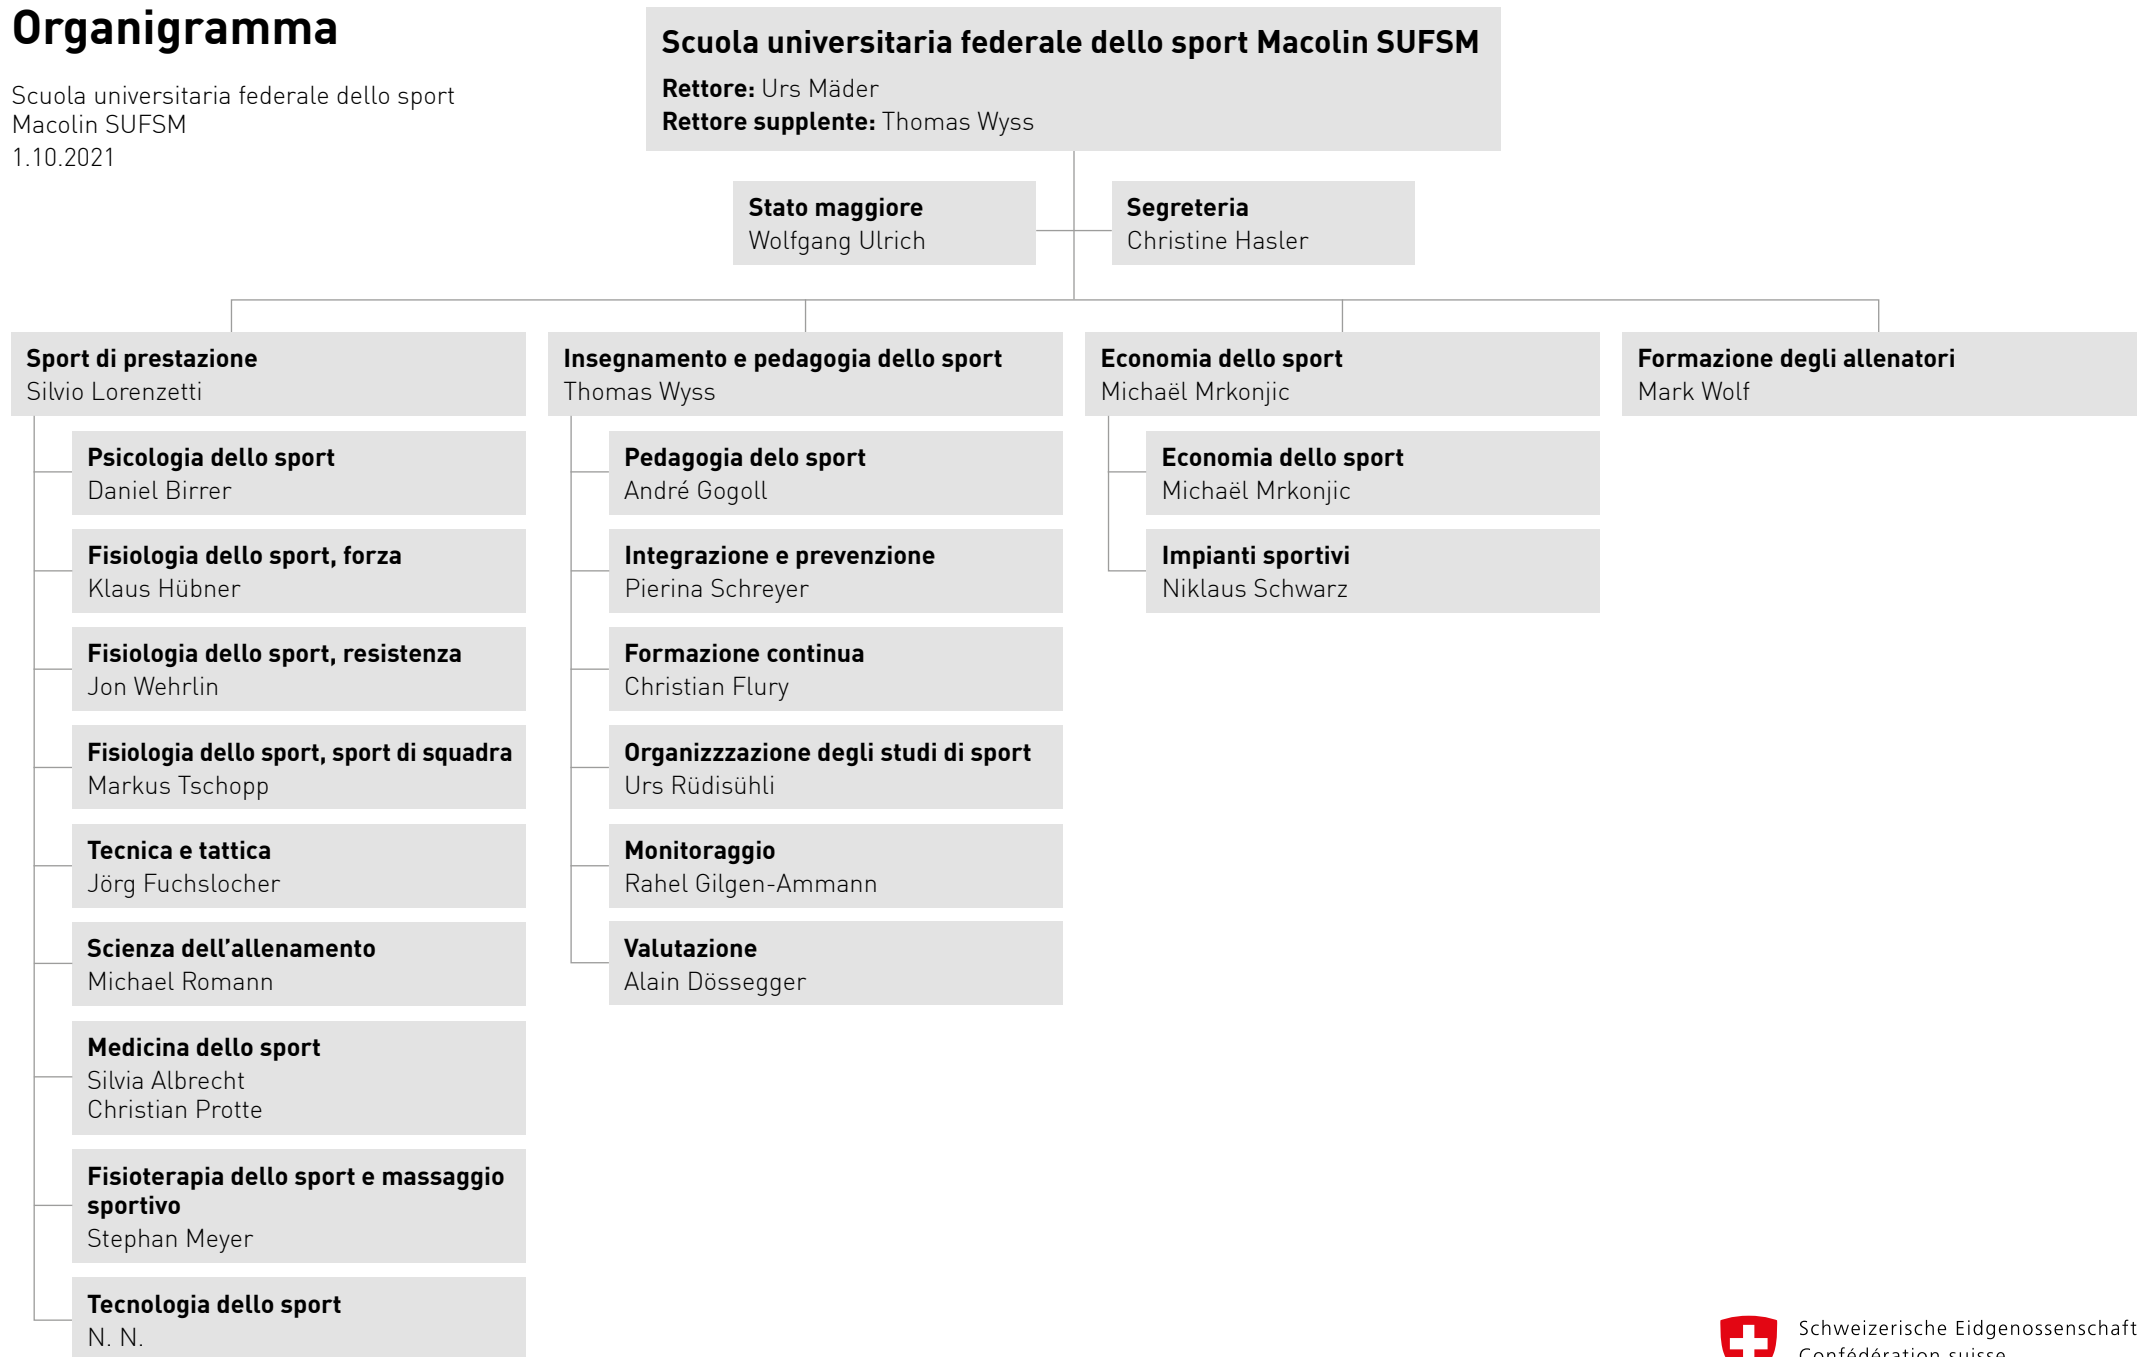 Organigramma
Scuola universitaria federale dello sport
Macolin SUFSM
1.10.2021
Scuola universitaria federale dello sport Macolin SUFSM
Rettore: Urs Mäder
Rettore supplente: Thomas Wyss
Stato maggiore
Wolfgang Ulrich
Segreteria
Christine Hasler
Sport di prestazione
Silvio Lorenzetti
Psicologia dello sport
Daniel Birrer
Fisiologia dello sport, forza
Klaus Hübner
Fisiologia dello sport, resistenza
Jon Wehrlin
Fisiologia dello sport, sport di squadra
Markus Tschopp
Tecnica e tattica
Jörg Fuchslocher
Scienza dell’allenamento
Michael Romann
Medicina dello sport
Silvia Albrecht
Christian Protte
Fisioterapia dello sport e massaggio
sportivo
Stephan Meyer
Tecnologia dello sport
N. N.
Insegnamento e pedagogia dello sport
Thomas Wyss
Pedagogia delo sport
André Gogoll
Integrazione e prevenzione
Pierina Schreyer
Formazione continua
Christian Flury
Organizzzazione degli studi di sport
Urs Rüdisühli
Monitoraggio
Rahel Gilgen-Ammann
Valutazione
Alain Dössegger
Economia dello sport
Michaël Mrkonjic
Economia dello sport
Michaël Mrkonjic
Impianti sportivi
Niklaus Schwarz
Formazione degli allenatori
Mark Wolf
Schweizerische Eidgenossenschaft
Confédération suisse